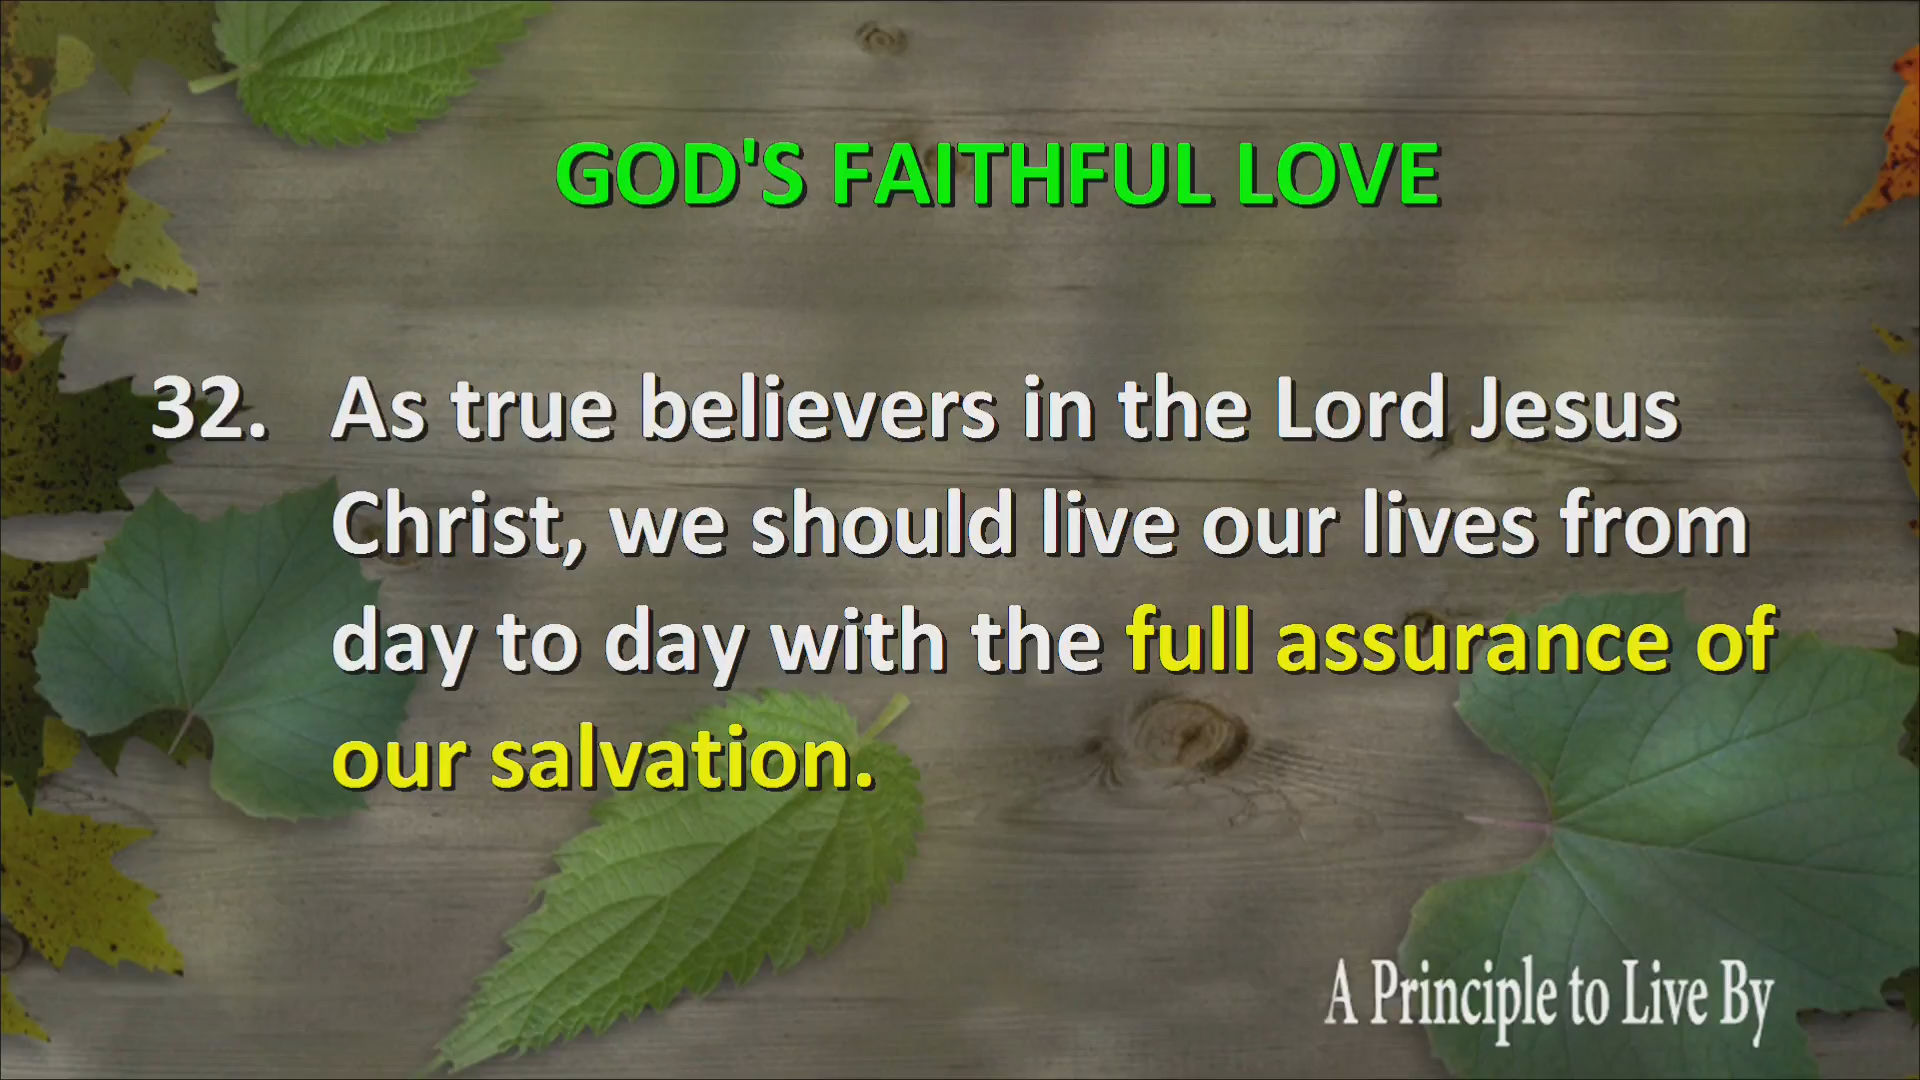 GOD'S FAITHFUL LOVE
32. As true believers in the Lord Jesus
Christ, we should live our lives from
day to day with the full assurance of
our salvation.
A Principle to Live By